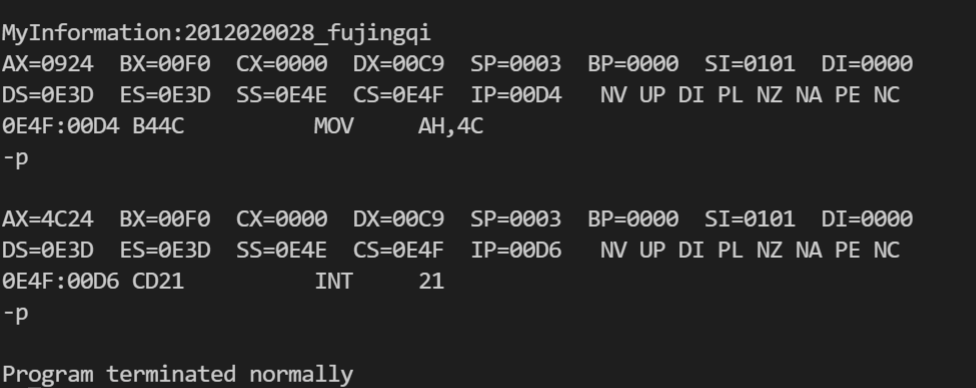 MyInformation:2012020028_fujingqi
AX=0924  BX=00F0  CX=0000  DX=00C9  SP=0003  BP=0000  SI=0101  DI=0000
DS=0E3D  ES=0E3D  SS=0E4E  CS=0E4F  IP=00D4   NV UP DI PL NZ NA PE NC
0E4F:00D4 B44C          MOV     AH,4C
-p
AX=4C24  BX=00F0  CX=0000  DX=00C9  SP=0003  BP=0000  SI=0101  DI=0000
DS=0E3D  ES=0E3D  SS=0E4E  CS=0E4F  IP=00D6   NV UP DI PL NZ NA PE NC
0E4F:00D6 CD21          INT     21
-p
Program terminated normally